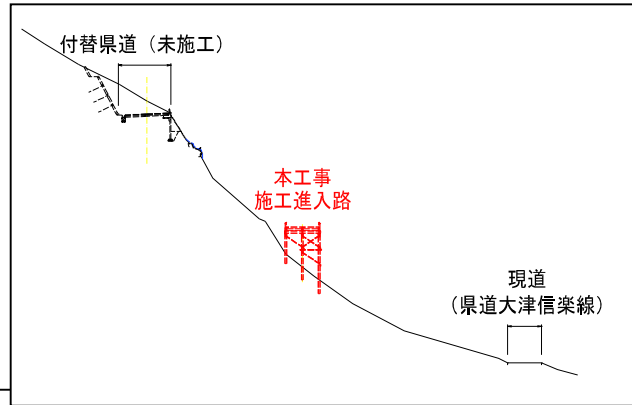 付替県道（未施工）
本工事
施工進入路
現道
（県道大津信楽線）